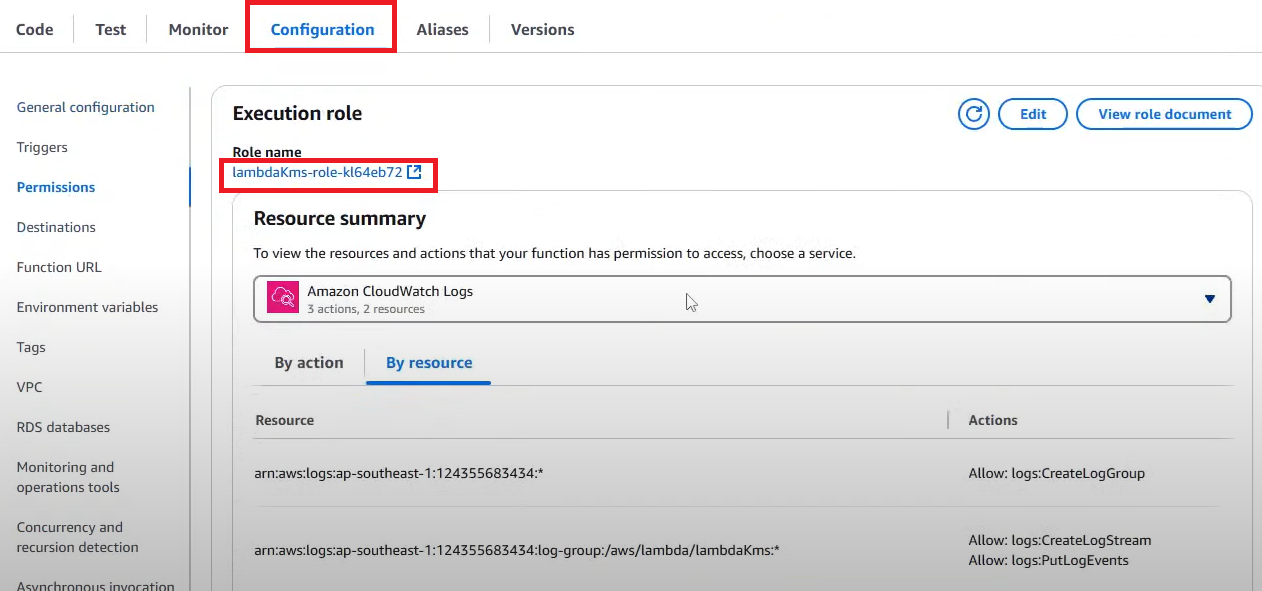 Code
Test
Monitor
Configuration
Aliases
Versions
General configuration
Triggers
Permissions
Destinations
Function URL
Environment variables
Tags
VPC
RDS databases
Monitoring and
operations tools
Concurrency and
recursion detection
Asynchronous invocation
Execution role
Edit
View role document
Role name
lambdaKms-role-kl64eb72
Resource summary
To view the resources and actions that your function has permission to access, choose a service.
Amazon CloudWatch Logs
3 actions, 2 resources
By action
By resource
Resource
Actions
arn:aws:logs:ap-southeast-1:124355683434:*
Allow: logs:CreateLogGroup
arn:aws:logs:ap-southeast-1:124355683434:log-group:/aws/lambda/lambdaKms:*
Allow: logs:CreateLogStream
Allow: logs:PutLogEvents